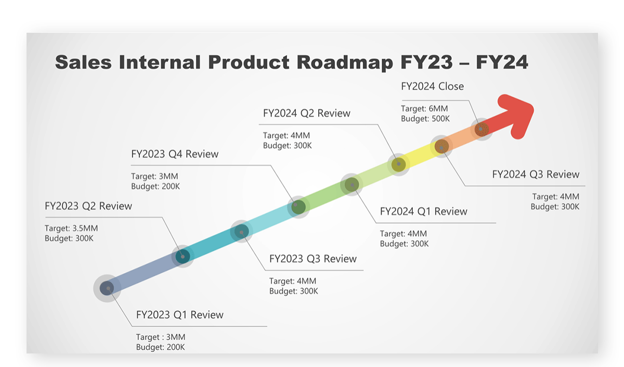 Sales Internal Product Roadmap FY23 – FY24
FY2024 Close
Target: 6MM
Budget: 500K
FY2024 Q2 Review
Target: 4MM
Budget: 300K
FY2023 Q4 Review
Target: 3MM
Budget: 200K
FY2024 Q3 Review
Target: 4MM
Budget: 300K
FY2023 Q2 Review
Target: 3.5MM
Budget: 300K
FY2024 Q1 Review
Target: 4MM
Budget: 300K
FY2023 Q3 Review
Target: 4MM
Budget: 300K
FY2023 Q1 Review
Target : 3MM
Budget: 200K